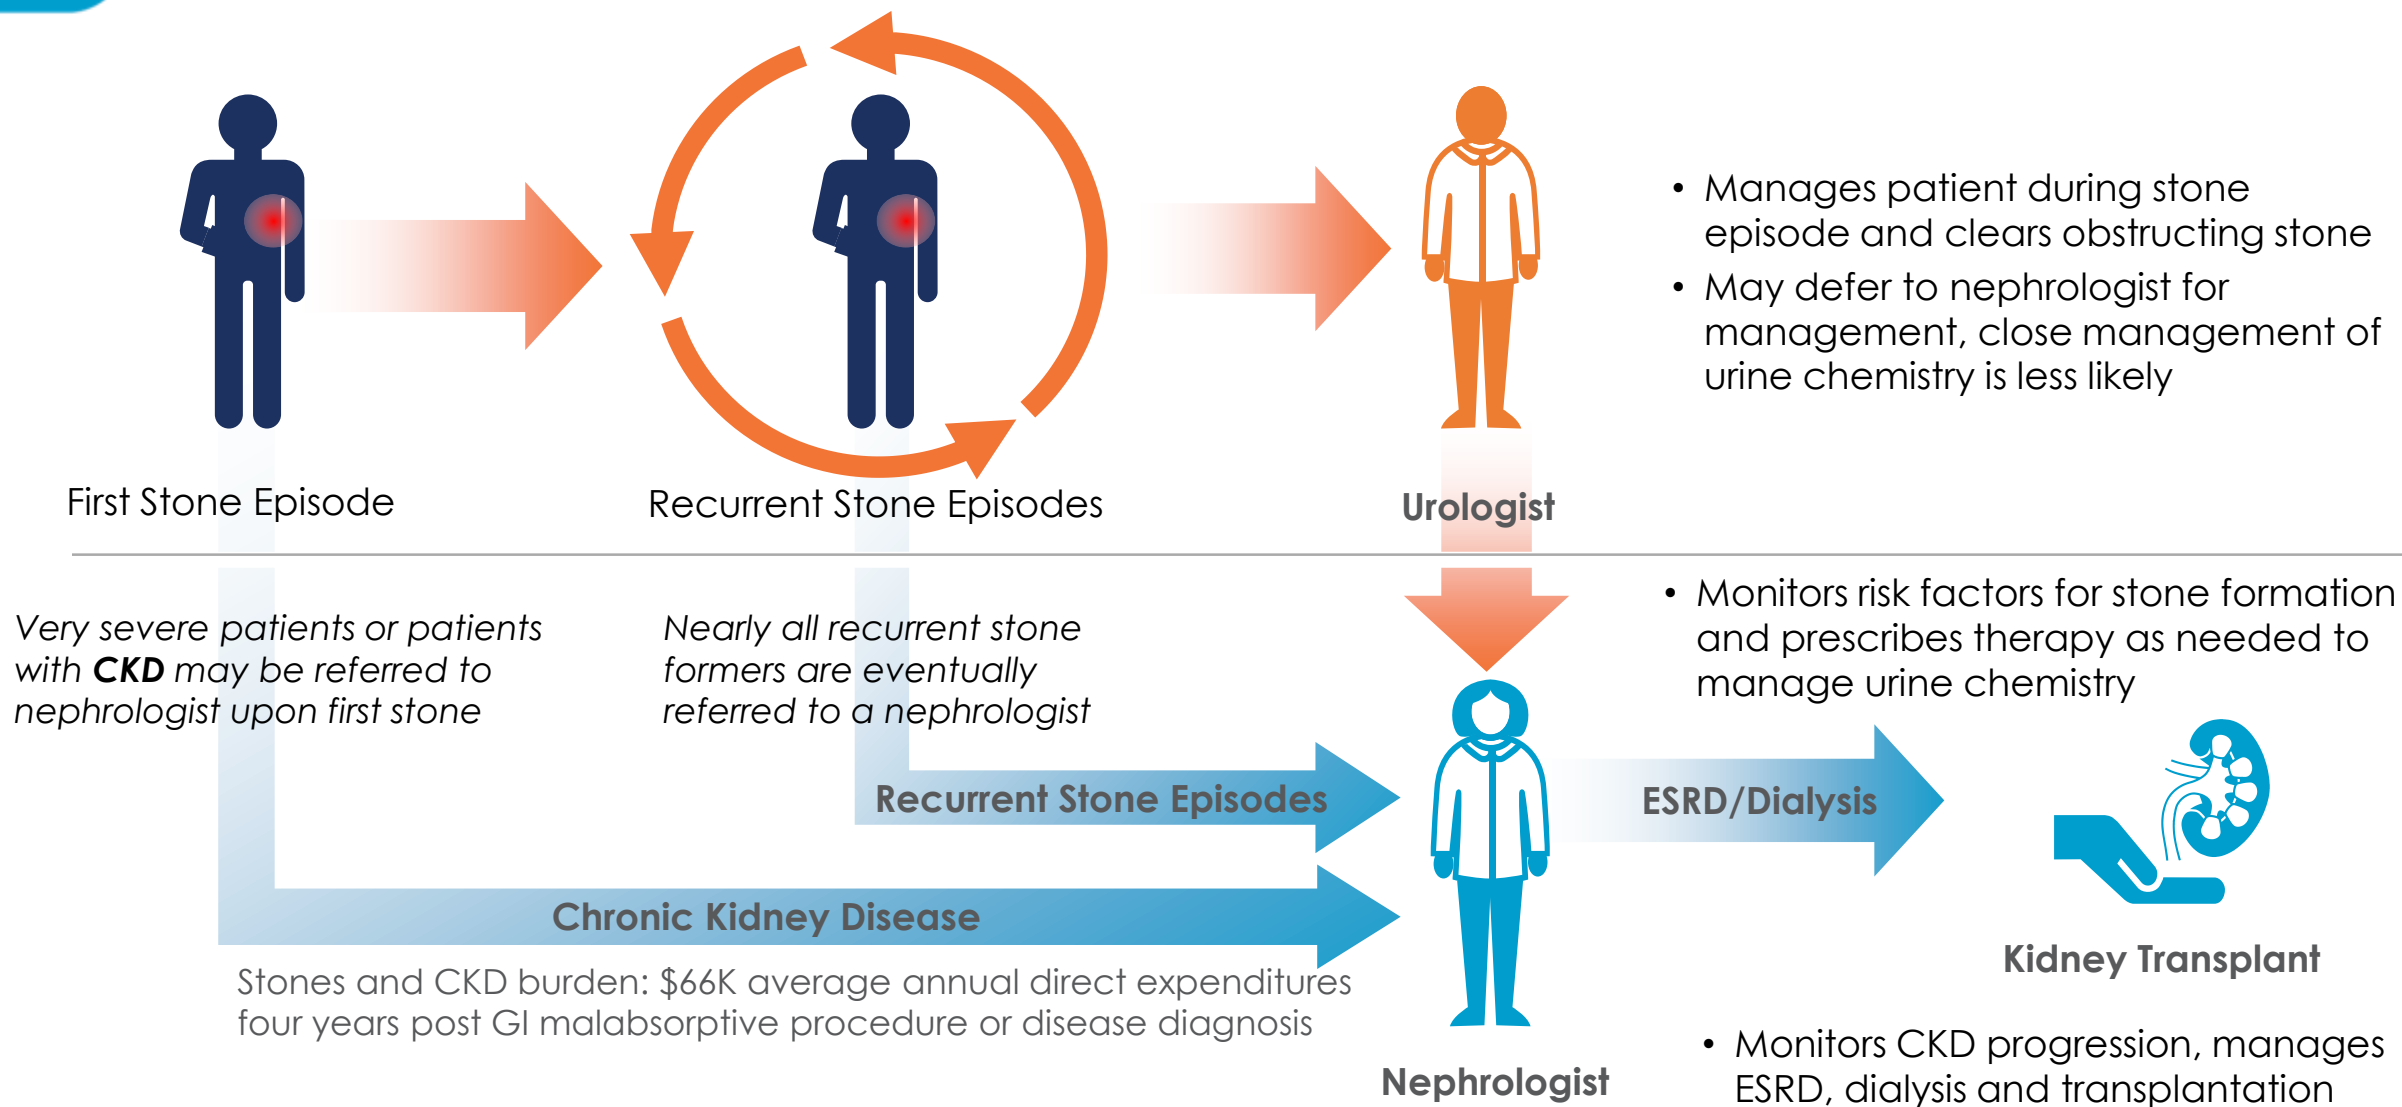 • Manages patient during stone
episode and clears obstructing stone
• May defer to nephrologist for
management, close management of
urine chemistry is less likely
First Stone Episode
Recurrent Stone Episodes
Urologist
Very severe patients or patients
with CKD may be referred to
nephrologist upon first stone
Nearly all recurrent stone
formers are eventually
referred to a nephrologist
• Monitors risk factors for stone formation
and prescribes therapy as needed to
manage urine chemistry
Recurrent Stone Episodes
ESRD/Dialysis
Chronic Kidney Disease
Kidney Transplant
Stones and CKD burden: $66K average annual direct expenditures
four years post GI malabsorptive procedure or disease diagnosis
Nephrologist
• Monitors CKD progression, manages
ESRD, dialysis and transplantation